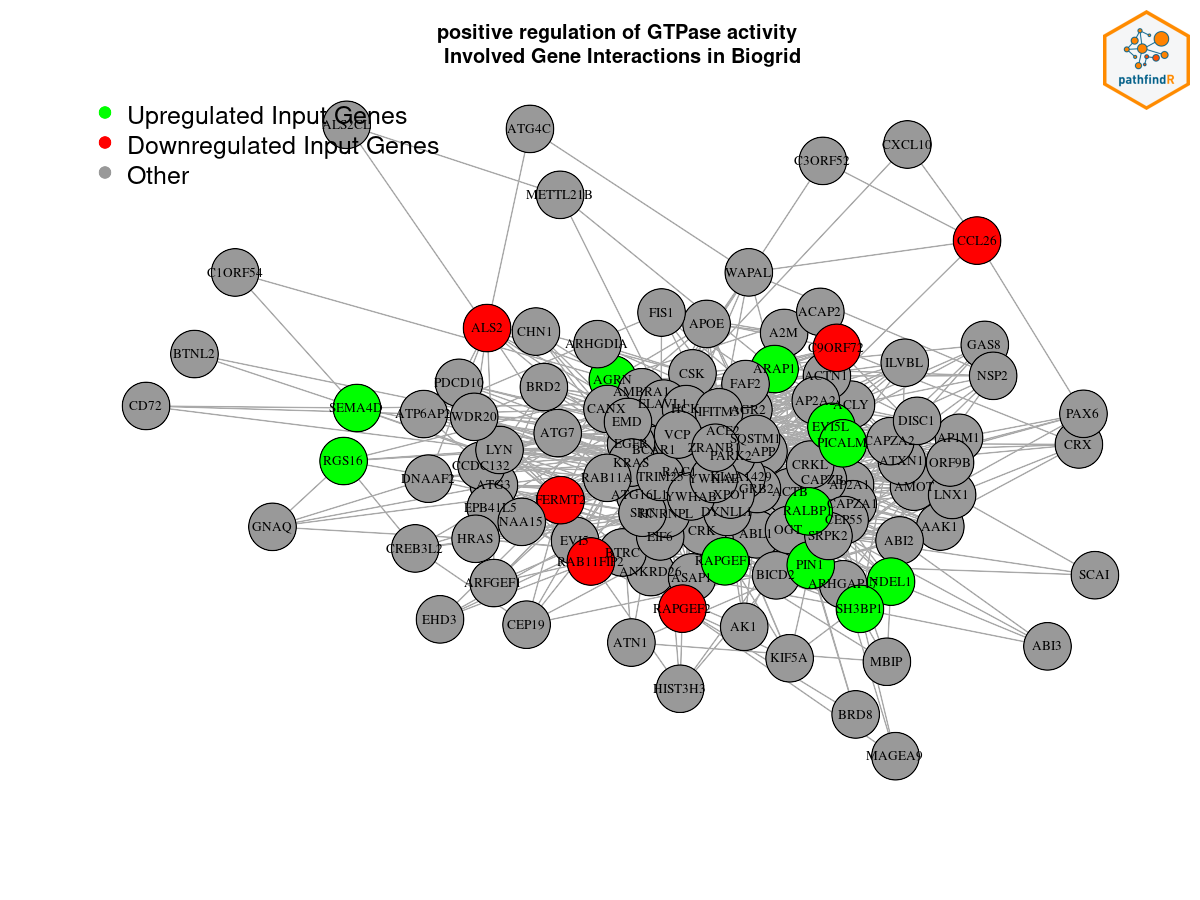 positive regulation of GTPase activity
Involved Gene Interactions in Biogrid
pathfindR
Upregulated Input Genes
Downregulated Input Genes
Other
ALS2CL
ATG4C
C3ORF52
CXCL10
METTL21B
CCL26
C1ORF54
WAPAL
FIS1
APOE
ACAP2
A2M
ALS2
CHN1
ARHGDIA
C9ORF72
GAS8
BTNL2
ILVBL
NSP2
PDCD10
BRD2
AGRN
CSK
FAF2
ARAP1
ACTN1
CD72
SEMA4D
ATP6AP2
WDR20
AMBRA1
ELAVL1
HCK
IFITM3
AGR2
AP2A2
ACLY
PAX6
CANX
EMD
ATG7
VCP
ACE2
EYI5L
PICALM
DISC1
AP1M1
CRX
LYN
EGFR
BCAR1
ZRANB1
SQSTM1
APP
PARK2
CAPZA2
ATXN1
ORF9B
RGS16
CCDC132
KRAS
RAC1
CRKL
DNAAF2
ATG3
RAB11A
TRIM25
YWHAE
CAPZB
AP2A1
AMOT
LNX1
FERMT2
ATG16L1
YWHAB
XPO1
GRB2
ACTB
CAPZA1
EPB41L5
SRC
HNRNPL
DYNLL1
RALBP1
CEP55
GNAQ
NAA15
HRAS
EVI5
EIF6
CRK
ABL1
OGT
SRPK2
ABI2
AAK1
CREB3L2
BTRC
RAB11FIP2
ANKRD26
ASAP1
RAPGEF1
BICD2
PIN1
NDEL1
SCAI
ARFGEF1
SH3BP1
RAPGEF2
EHD3
CEP19
ATN1
AK1
KIF5A
MBIP
ABI3
HIST3H3
BRD8
MAGEA9